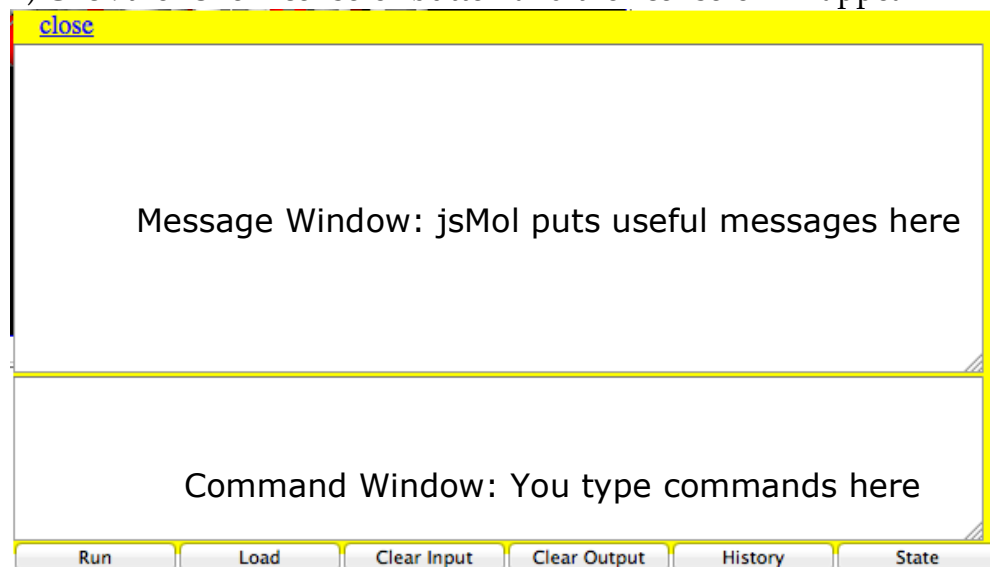 close
Message Window: jsMol puts useful messages here
Command Window: You type commands here
Run Load Clear Input Clear Output History State